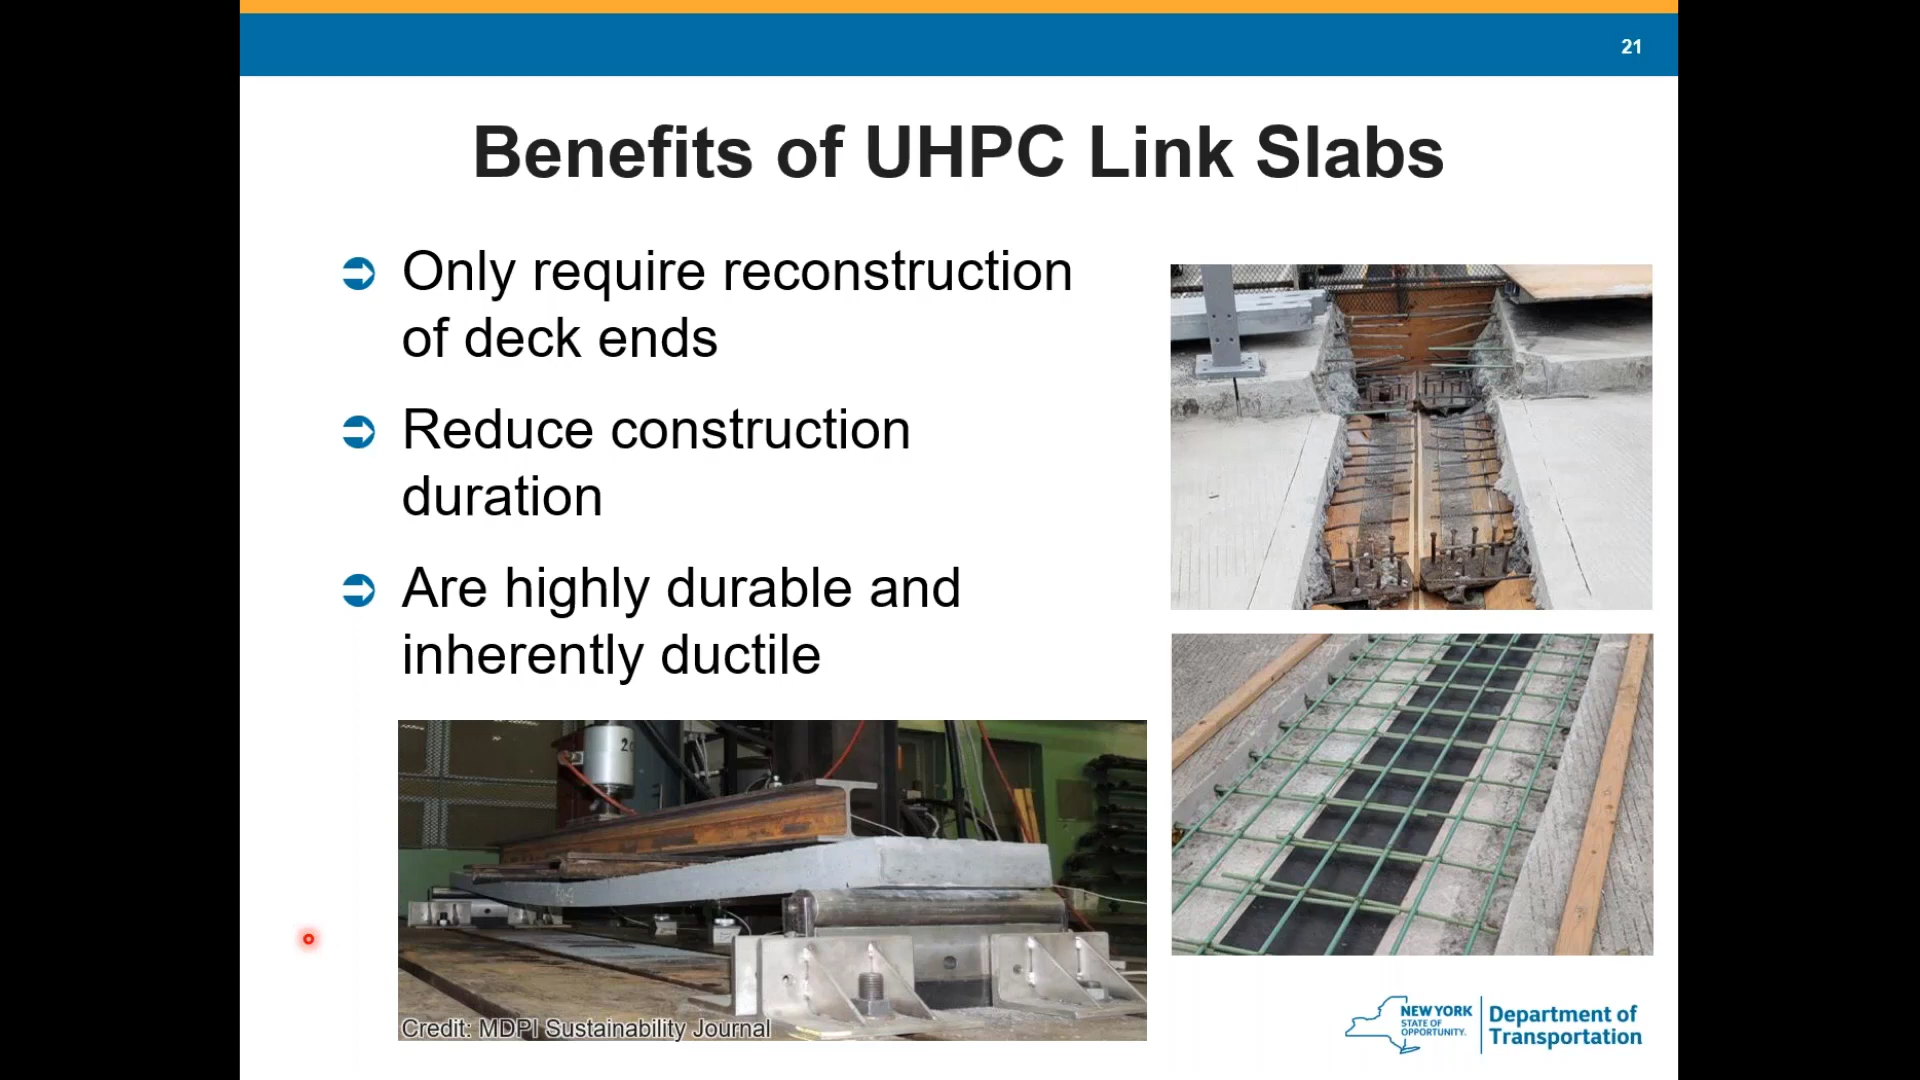 21
Benefits of UHPC Link Slabs
Only require reconstruction
of deck ends
Reduce construction
duration
Are highly durable and
inherently ductile
Credit: MDPI Sustainability Journal
NEW YORK
STATE OF
OPPORTUNITY.
Department of
Transportation